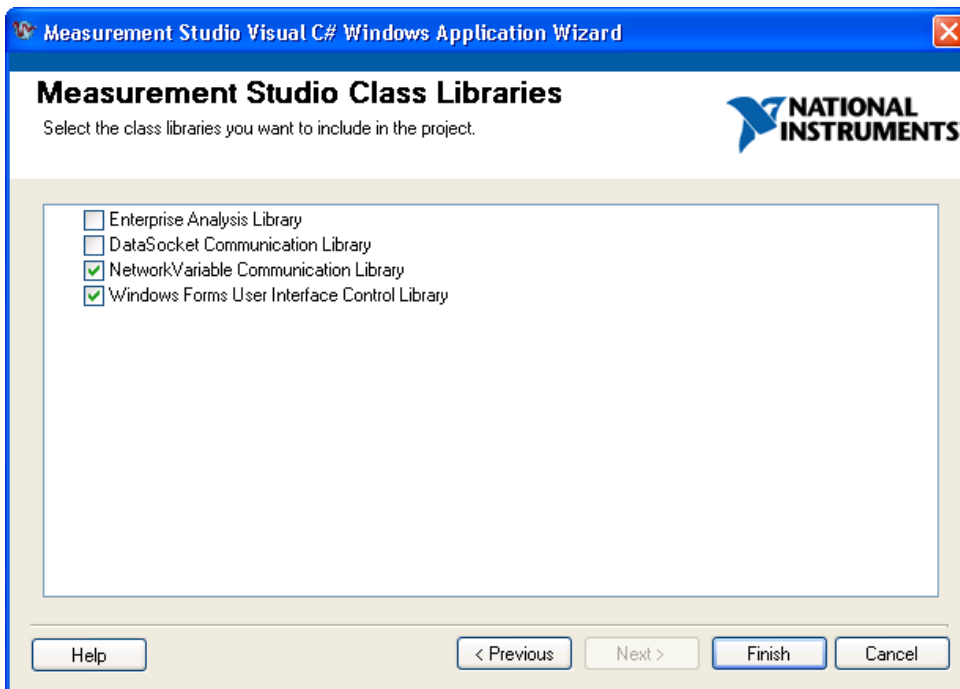 Measurement Studio Visual C# Windows Application Wizard
Measurement Studio Class Libraries
Select the class libraries you want to include in the project.
NATIONAL
INSTRUMENTS
Enterprise Analysis Library
DataSocket Communication Library
NetworkVariable Communication Library
Windows Forms User Interface Control Library
Help
< Previous
Next >
Finish
Cancel